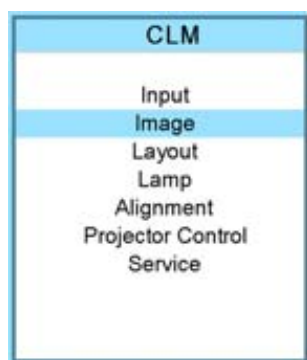 CLM
Input
Image
Layout
Lamp
Alignment
Projector Control
Service